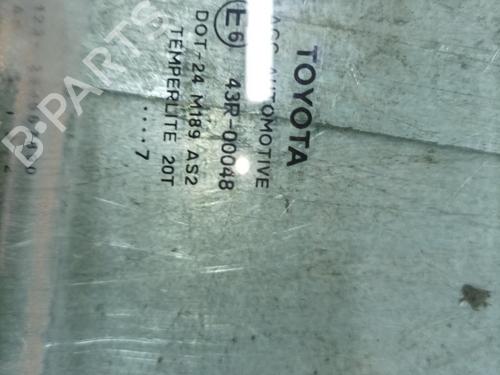 TOYOTA
AUTOMOTIVE
E6 43R-00048
DOT-24 M189 AS2
TEMPERLITE 20T
....7
B-PARTS